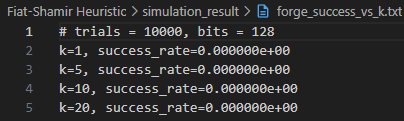 Fiat-Shamir Heuristic > simulation_result > forge_success_vs_k.txt
1 # trials = 10000, bits = 128
2 k=1, success_rate=0.000000e+00
3 k=5, success_rate=0.000000e+00
4 k=10, success_rate=0.000000e+00
5 k=20, success_rate=0.000000e+00